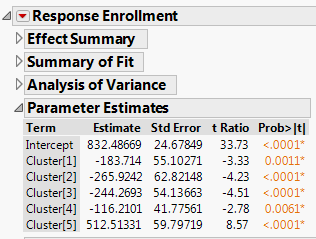 Response Enrollment
Effect Summary
Summary of Fit
Analysis of Variance
Parameter Estimates
Term Estimate Std Error t Ratio Prob>|t|
Intercept 832.48669 24.67849 33.73 <.0001*
Cluster[1] -183.714 55.10271 -3.33 0.0011*
Cluster[2] -265.9242 62.82148 -4.23 <.0001*
Cluster[3] -244.2693 54.13663 -4.51 <.0001*
Cluster[4] -116.2101 41.77561 -2.78 0.0061*
Cluster[5] 512.51331 59.79719 8.57 <.0001*